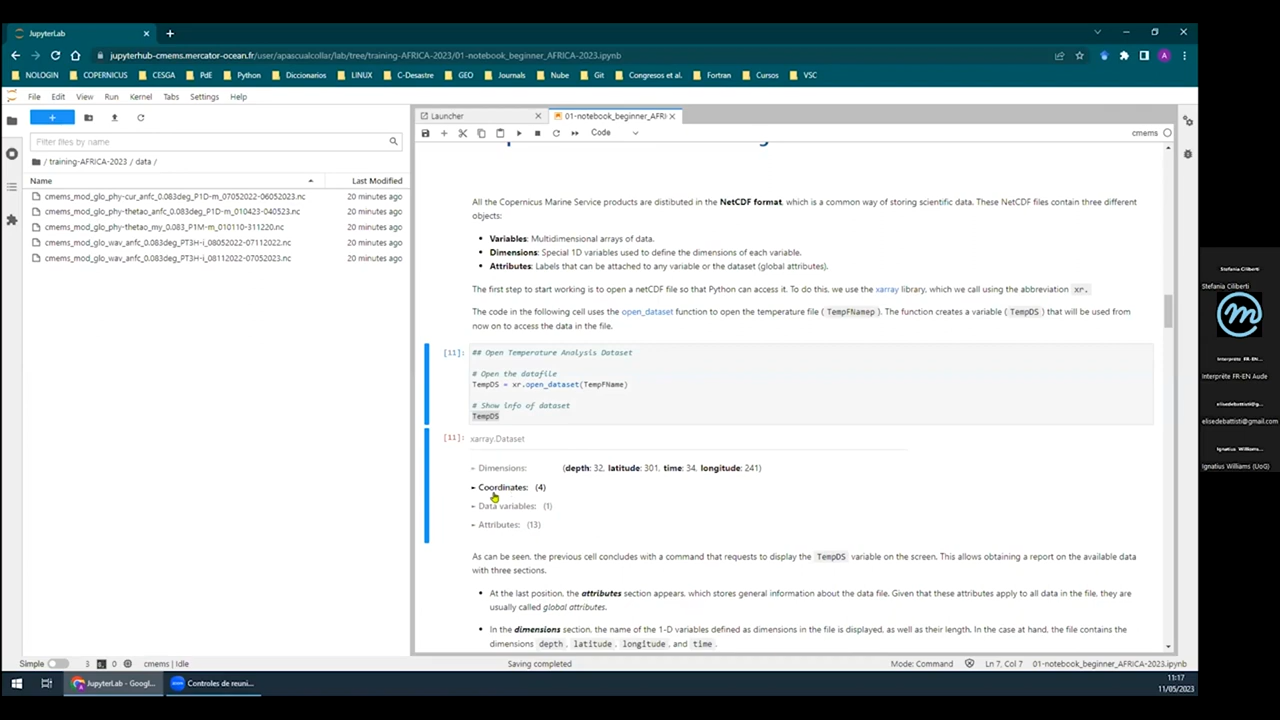 JupyterLab
jupyterhub-cmems.mercator-ocean.fr/user/apascualcollar/lab/tree/training-AFRICA-2023/01-notebook_beginner_AFRICA-2023.ipynb
A
NOLOGIN COPERNICUS CESGA PdE Python Diccionarios LINUX C-Desastre GEO Journals Nube Git Congresos et al. Fortran Cursos VSC
File Edit View Run Kernel Tabs Settings Help
Launcher
01-notebook_beginner_AFRI
Filter files by name
Code
cmems
/ training-AFRICA-2023 / data /
Name Last Modified
cmems_mod_glo_phy-cur_anfc_0.083deg_P1D-m_07052022-06052023.nc 20 minutes ago
cmems_mod_glo_phy-thetao_anfc_0.083deg_P1D-m_010423-040523.nc 20 minutes ago
cmems_mod_glo_phy-thetao_my_0.083_P1M-m_010110-311220.nc 20 minutes ago
cmems_mod_glo_wav_anfc_0.083deg_PT3H-i_08052022-07112022.nc 20 minutes ago
cmems_mod_glo_wav_anfc_0.083deg_PT3H-i_08112022-07052023.nc 20 minutes ago
All the Copernicus Marine Service products are distibuted in the NetCDF format, which is a common way of storing scientific data. These NetCDF files contain three different
objects:
• Variables: Multidimensional arrays of data.
• Dimensions: Special 1D variables used to define the dimensions of each variable.
• Attributes: Labels that can be attached to any variable or the dataset (global attributes).
The first step to start working is to open a netCDF file so that Python can access it. To do this, we use the xarray library, which we call using the abbreviation xr.
The code in the following cell uses the open_dataset function to open the temperature file ( TempFNamep ). The function creates a variable ( TempDS ) that will be used from
now on to access the data in the file.
[11]: ## Open Temperature Analysis Dataset
# Open the datafile
TempDS = xr.open_dataset(TempFName)
# Show info of dataset
TempDS
[11]: xarray.Dataset
Dimensions: (depth: 32, latitude: 301, time: 34, longitude: 241)
Coordinates: (4)
Data variables: (1)
Attributes: (13)
As can be seen, the previous cell concludes with a command that requests to display the TempDS variable on the screen. This allows obtaining a report on the available data
with three sections.
• At the last position, the attributes section appears, which stores general information about the data file. Given that these attributes apply to all data in the file, they are
usually called global attributes.
• In the dimensions section, the name of the 1-D variables defined as dimensions in the file is displayed, as well as their length. In the case at hand, the file contains the
dimensions depth, latitude, longitude, and time.
Simple 3 0 cmems | Idle Saving completed Mode: Command Ln 7, Col 7 01-notebook_beginner_AFRICA-2023.ipynb
JupyterLab - Googl...
Controles de reuni...
11:17
11/05/2023
Stefania Ciliberti
Stefania Ciliberti
Interprète FR-EN...
Interprète FR-EN Aude
elisedebattisti@g...
elisedebattisti@gmail.com
Ignatius Williams...
Ignatius Williams (UoG)